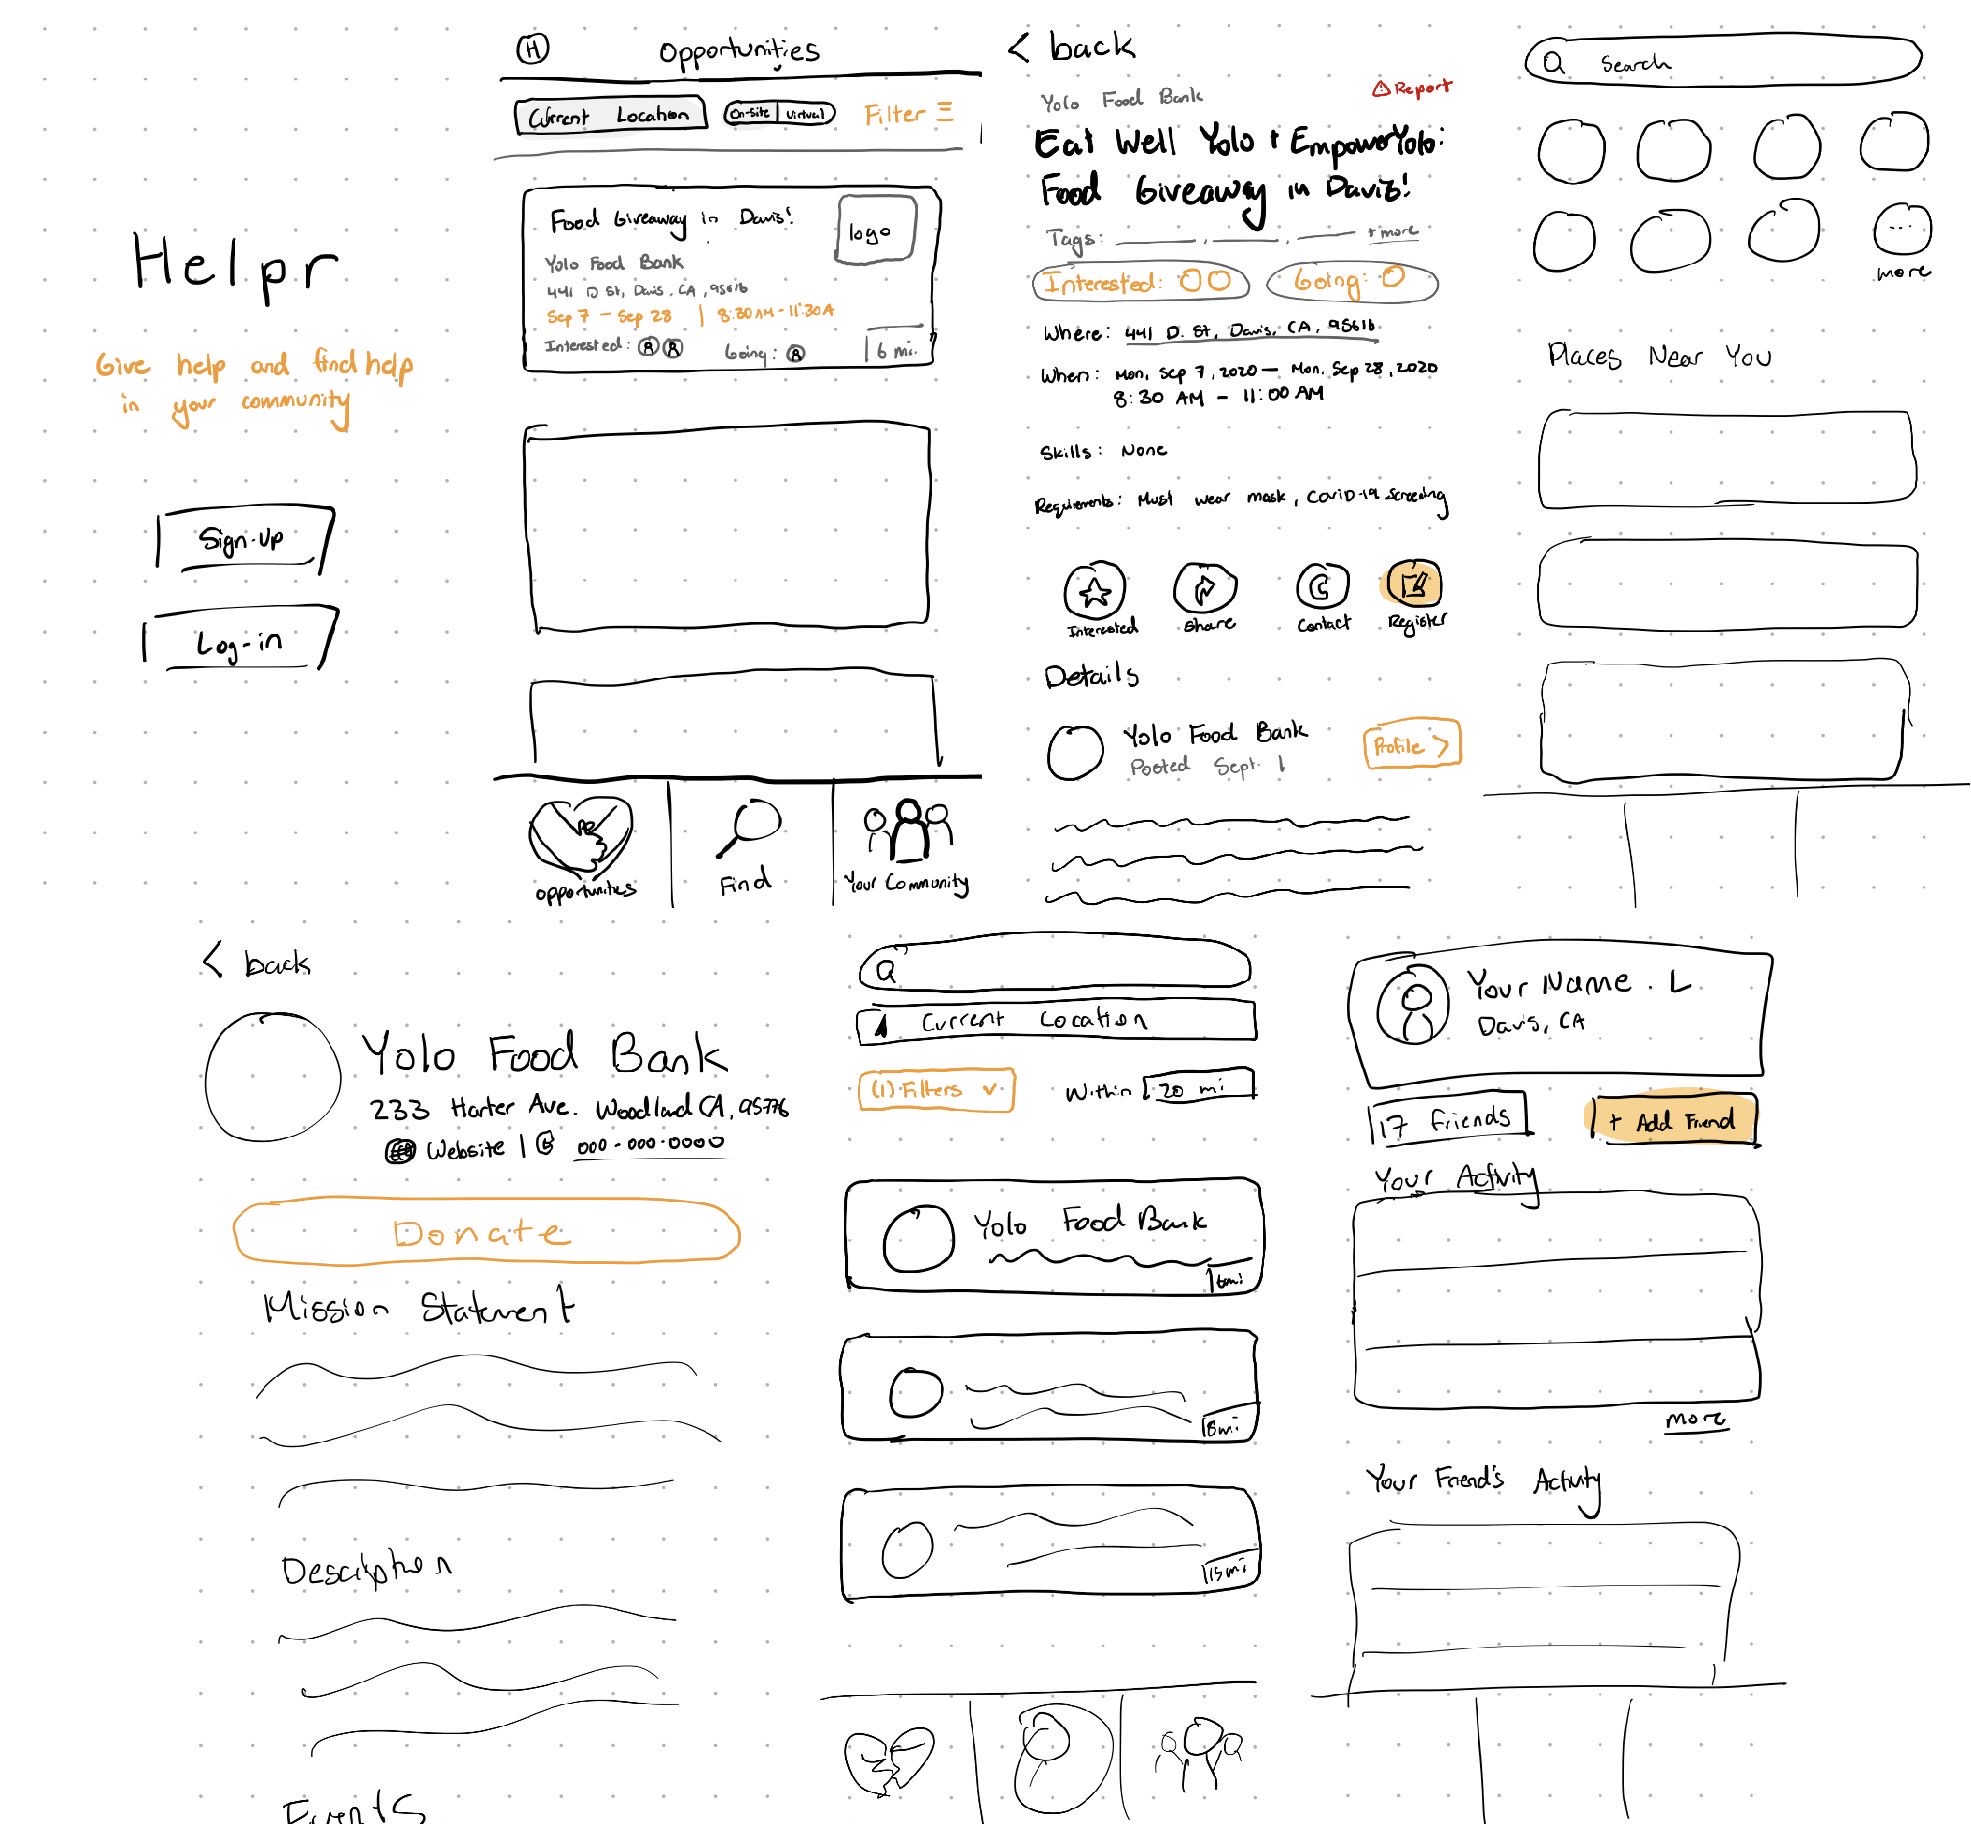 Helpr
Give help and find help
in your community
Sign-Up
Log-in
H
Opportunities
Current Location
On-Site | Virtual
Filter
Food Giveaway in Davis!
logo
Yolo Food Bank
441 D St, Davis, CA, 95616
Sep 7 - Sep 28 | 8:30 AM - 11:30 A
Interested:
Going:
6 mi.
Opportunities
Find
Your Community
< back
Yolo Food Bank
Report
Eat Well Yolo + EmpowerYolo:
Food Giveaway in Davis!
Tags: + more
Interested:
Going:
Where: 441 D. St, Davis, CA, 95616
When: Mon, Sep 7, 2020 — Mon. Sep 28, 2020
8:30 AM - 11:00 AM
Skills: None
Requirements: Must wear mask, COVID-19 screening
Interested
Share
Contact
Register
Details
Yolo Food Bank
Posted Sept. 1
Profile >
Search
...
more
Places Near You
< back
Yolo Food Bank
233 Harter Ave. Woodland CA, 95776
Website | 000-000-0000
Donate
Mission Statement
Description
Events
Current Location
(1) Filters
Within 20 mi
Yolo Food Bank
6mi
8mi
15mi
Your Name. L
Davis, CA
17 friends
+ Add Friend
Your Activity
more
Your Friend's Activity